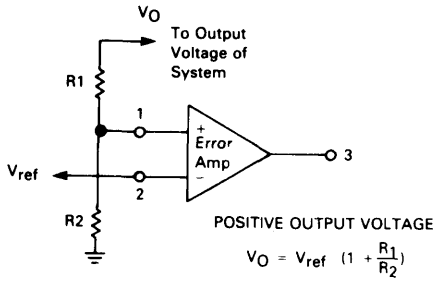 VO
To Output
Voltage of
System
R1
1
+
Error
Amp
3
Vref
2
−
R2
POSITIVE OUTPUT VOLTAGE
VO = Vref (1 + R1/R2)